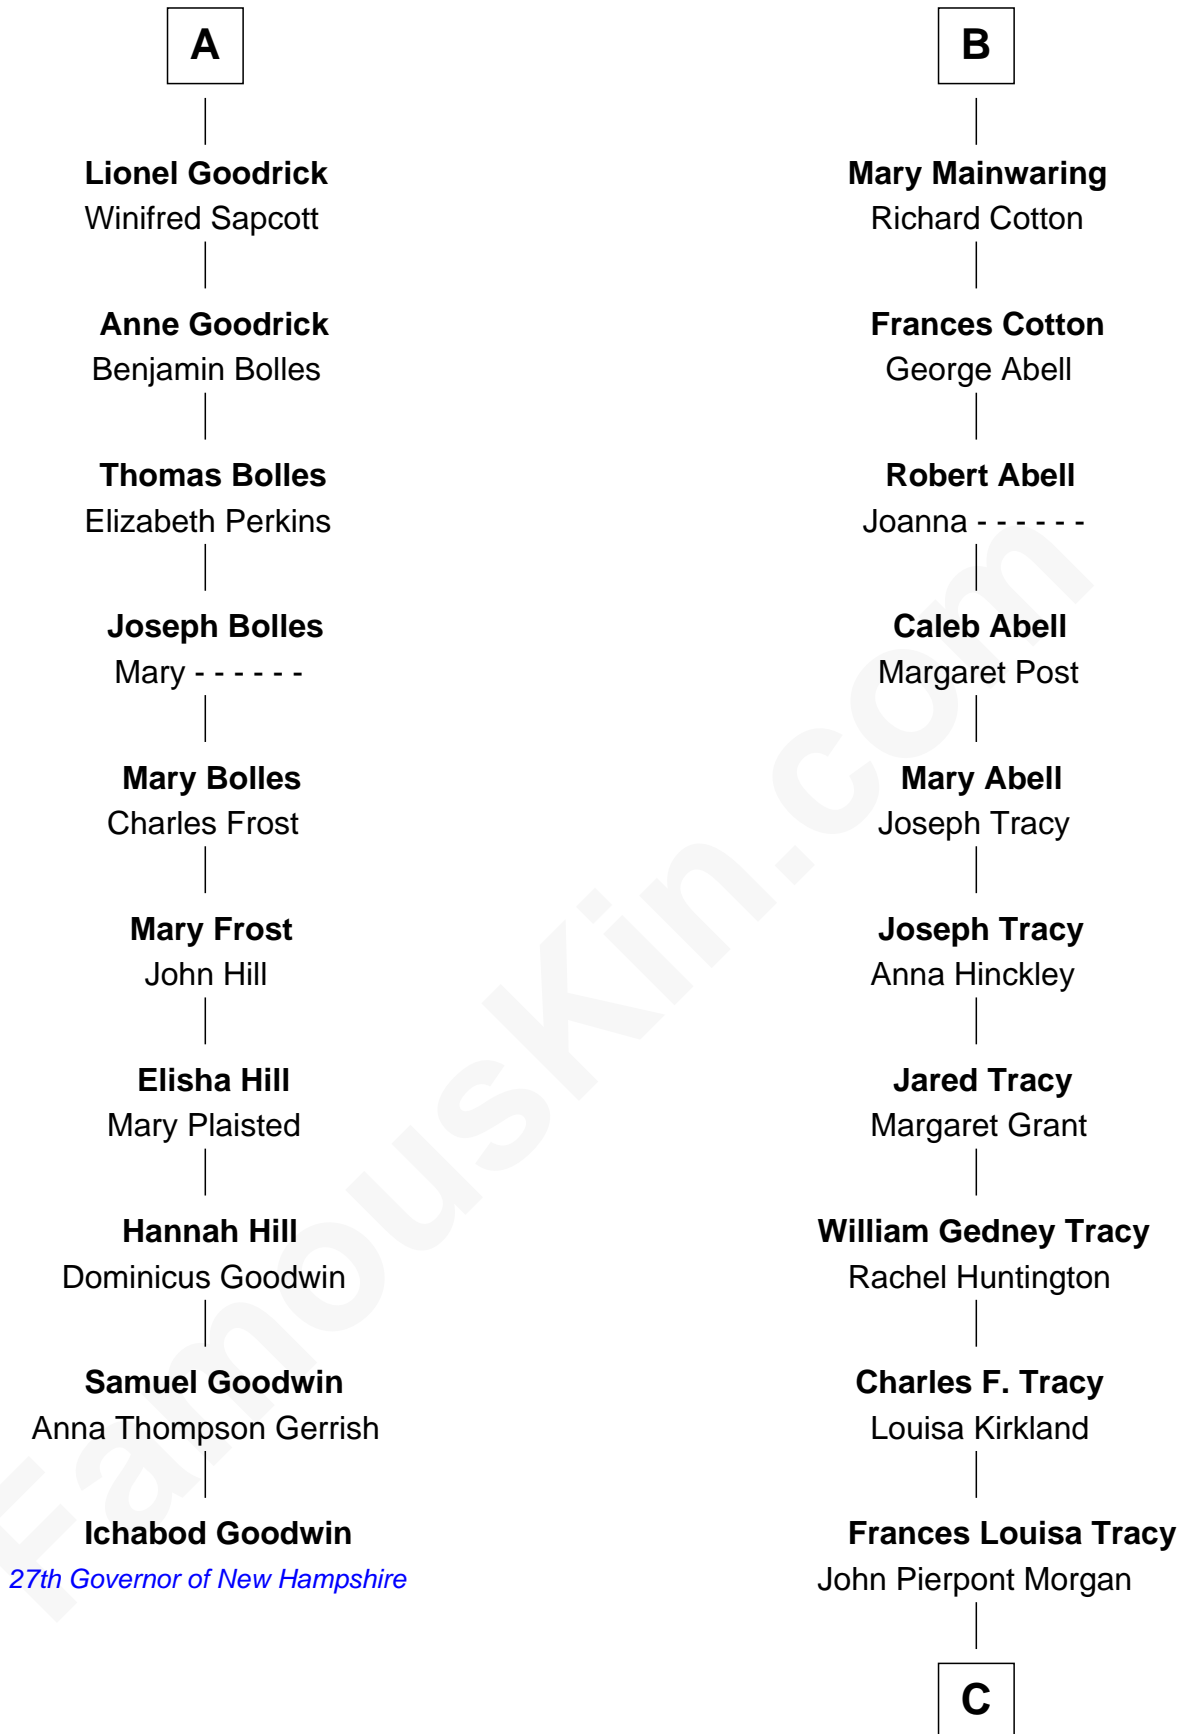 A
Lionel Goodrick
Winifred Sapcott
Anne Goodrick
Benjamin Bolles
Thomas Bolles
Elizabeth Perkins
Joseph Bolles
Mary - - - - - -
Mary Bolles
Charles Frost
Mary Frost
John Hill
Elisha Hill
Mary Plaisted
Hannah Hill
Dominicus Goodwin
Samuel Goodwin
Anna Thompson Gerrish
Ichabod Goodwin
27th Governor of New Hampshire
B
Mary Mainwaring
Richard Cotton
Frances Cotton
George Abell
Robert Abell
Joanna - - - - - -
Caleb Abell
Margaret Post
Mary Abell
Joseph Tracy
Joseph Tracy
Anna Hinckley
Jared Tracy
Margaret Grant
William Gedney Tracy
Rachel Huntington
Charles F. Tracy
Louisa Kirkland
Frances Louisa Tracy
John Pierpont Morgan
C
FamousKin.com